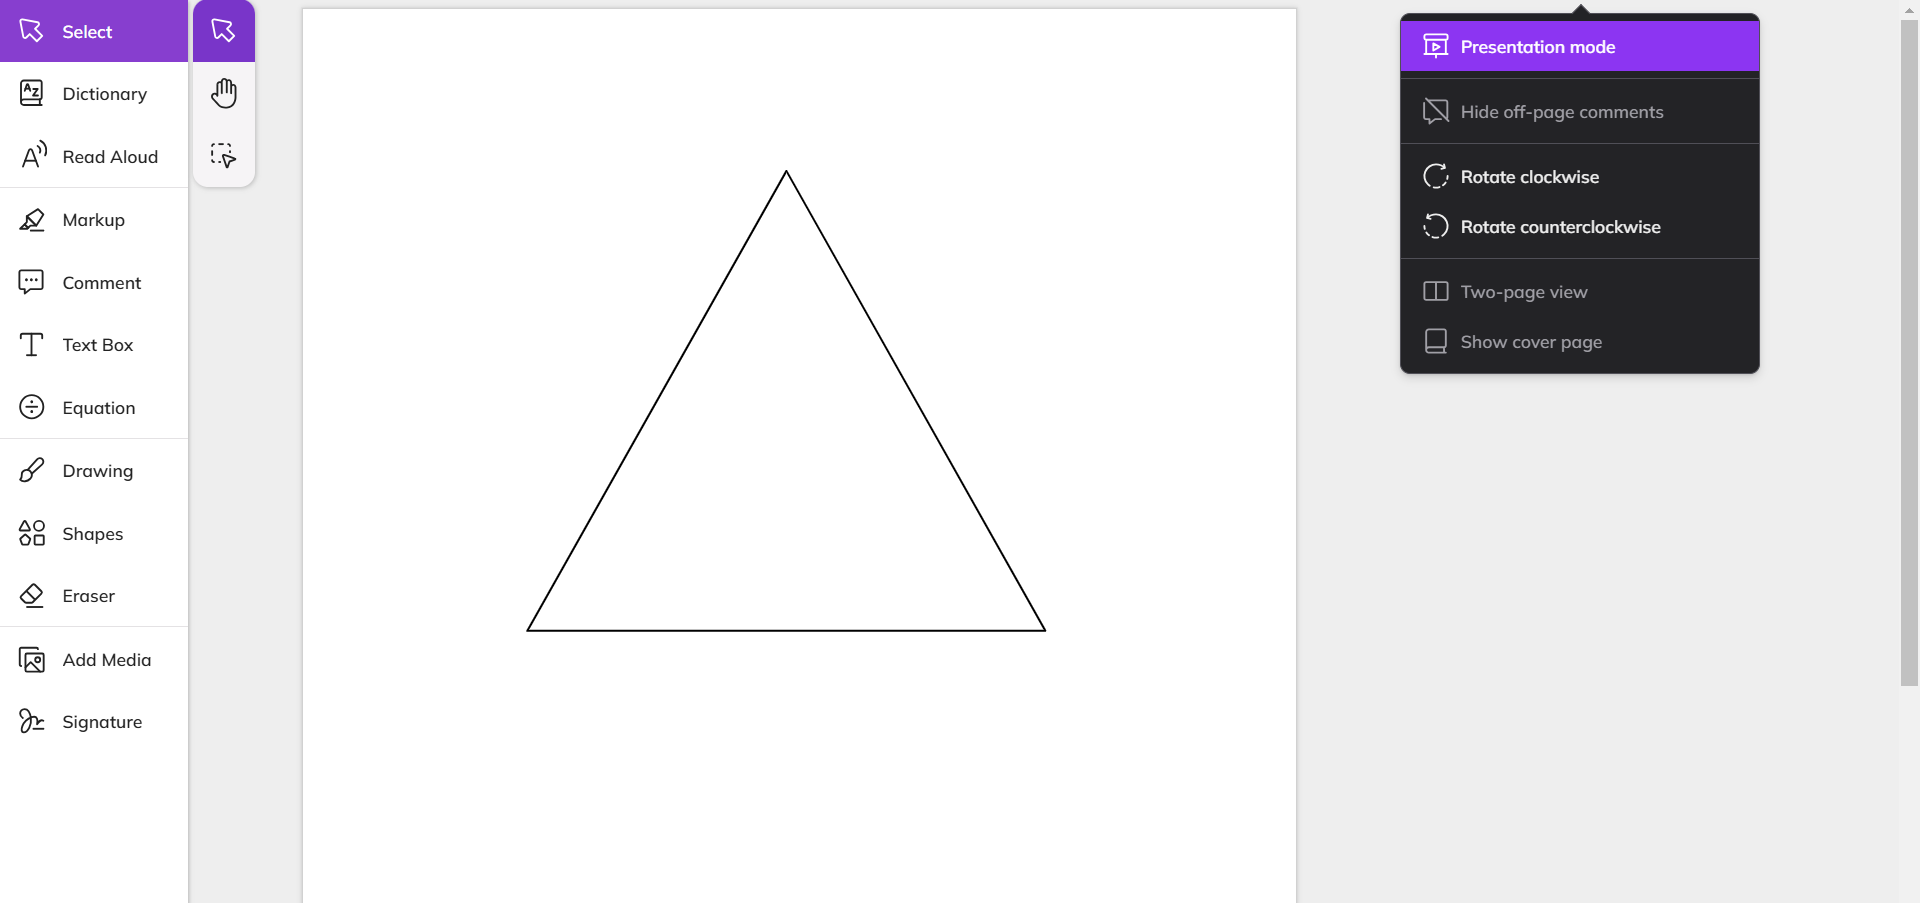 Select
Dictionary
Read Aloud
Markup
Comment
Text Box
Equation
Drawing
Shapes
Eraser
Add Media
Signature
Presentation mode
Hide off-page comments
Rotate clockwise
Rotate counterclockwise
Two-page view
Show cover page